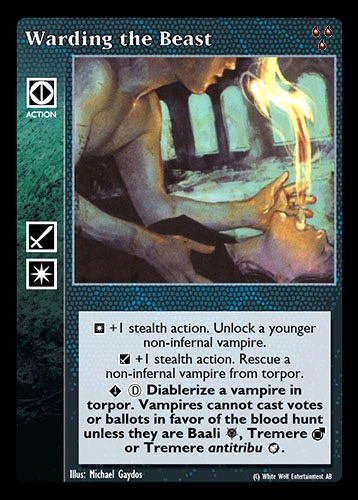 Warding the Beast
ACTION
+1 stealth action. Unlock a younger
non-infernal vampire.
+1 stealth action. Rescue a
non-infernal vampire from torpor.
D Diablerize a vampire in
torpor. Vampires cannot cast votes
or ballots in favor of the blood hunt
unless they are Baali , Tremere
or Tremere antitribu .
Illus: Michael Gaydos
(C) White Wolf Entertainment AB